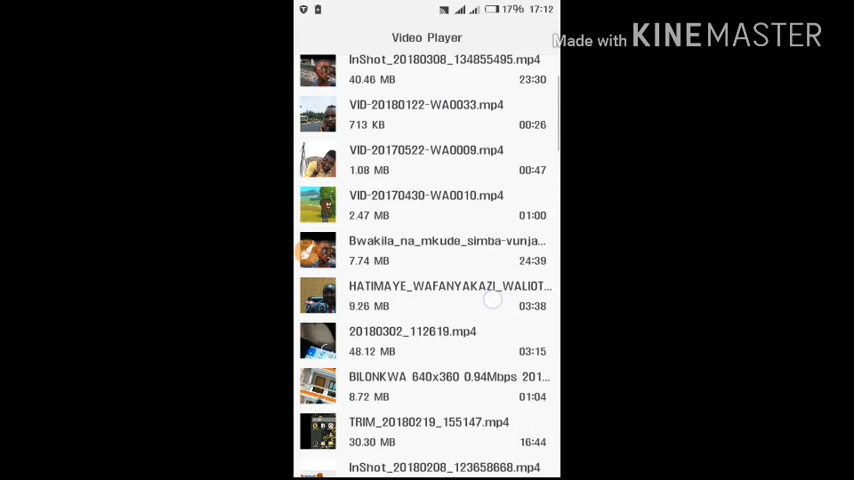 17% 17:12
Video Player
Made with KINEMASTER
InShot_20180308_134855495.mp4
40.46 MB 23:30
VID-20180122-WA0033.mp4
713 KB 00:26
VID-20170522-WA0009.mp4
1.08 MB 00:47
VID-20170430-WA0010.mp4
2.47 MB 01:00
Bwakila_na_mkude_simba-vunja...
7.74 MB 24:39
HATIMAYE_WAFANYAKAZI_WALIOT...
9.26 MB 03:38
20180302_112619.mp4
48.12 MB 03:15
BILONKWA 640x360 0.94Mbps 201...
8.72 MB 01:04
TRIM_20180219_155147.mp4
30.30 MB 16:44
InShot_20180208_123658668.mp4